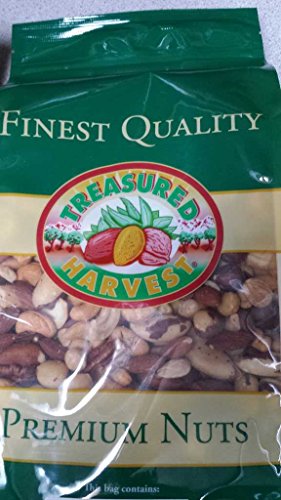 FINEST QUALITY
TREASURED
HARVEST
PREMIUM NUTS
This bag contains: